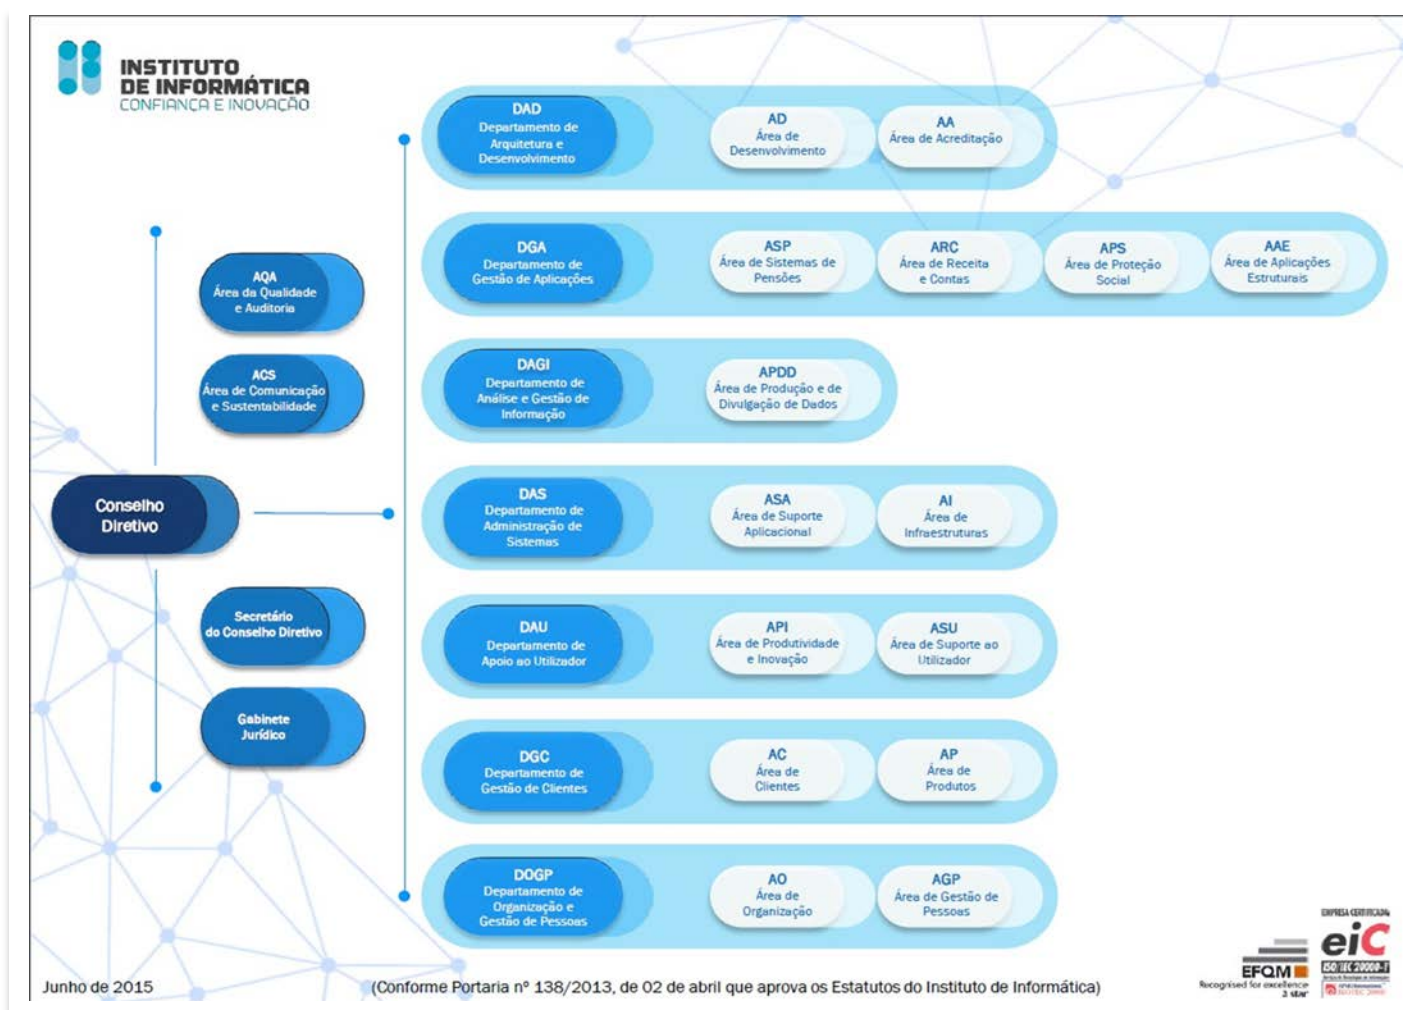 INSTITUTO
DE INFORMÁTICA
CONFIANÇA E INOVAÇÃO
DAD
Departamento de
Arquitetura e
Desenvolvimento
AD
Área de
Desenvolvimento
AA
Área de Acreditação
DGA
Departamento de
Gestão de Aplicações
ASP
Área de Sistemas de
Pensões
ARC
Área de Receita
e Contas
APS
Área de Proteção
Social
AAE
Área de Aplicações
Estruturais
AQA
Área da Qualidade
e Auditoria
ACS
Área de Comunicação
e Sustentabilidade
DAGI
Departamento de
Análise e Gestão de
Informação
APDD
Área de Produção e de
Divulgação de Dados
Conselho
Diretivo
DAS
Departamento de
Administração de
Sistemas
ASA
Área de Suporte
Aplicacional
AI
Área de
Infraestruturas
Secretário
do Conselho Diretivo
Gabinete
Jurídico
DAU
Departamento de
Apoio ao Utilizador
API
Área de Produtividade
e Inovação
ASU
Área de Suporte ao
Utilizador
DGC
Departamento de
Gestão de Clientes
AC
Área de
Clientes
AP
Área de
Produtos
DOGP
Departamento de
Organização e
Gestão de Pessoas
AO
Área de
Organização
AGP
Área de Gestão de
Pessoas
Junho de 2015
(Conforme Portaria nº 138/2013, de 02 de abril que aprova os Estatutos do Instituto de Informática)
EFQM
Recognised for excellence
3 star
EMPRESA CERTIFICADA
eiC
ISO/IEC 20000-1